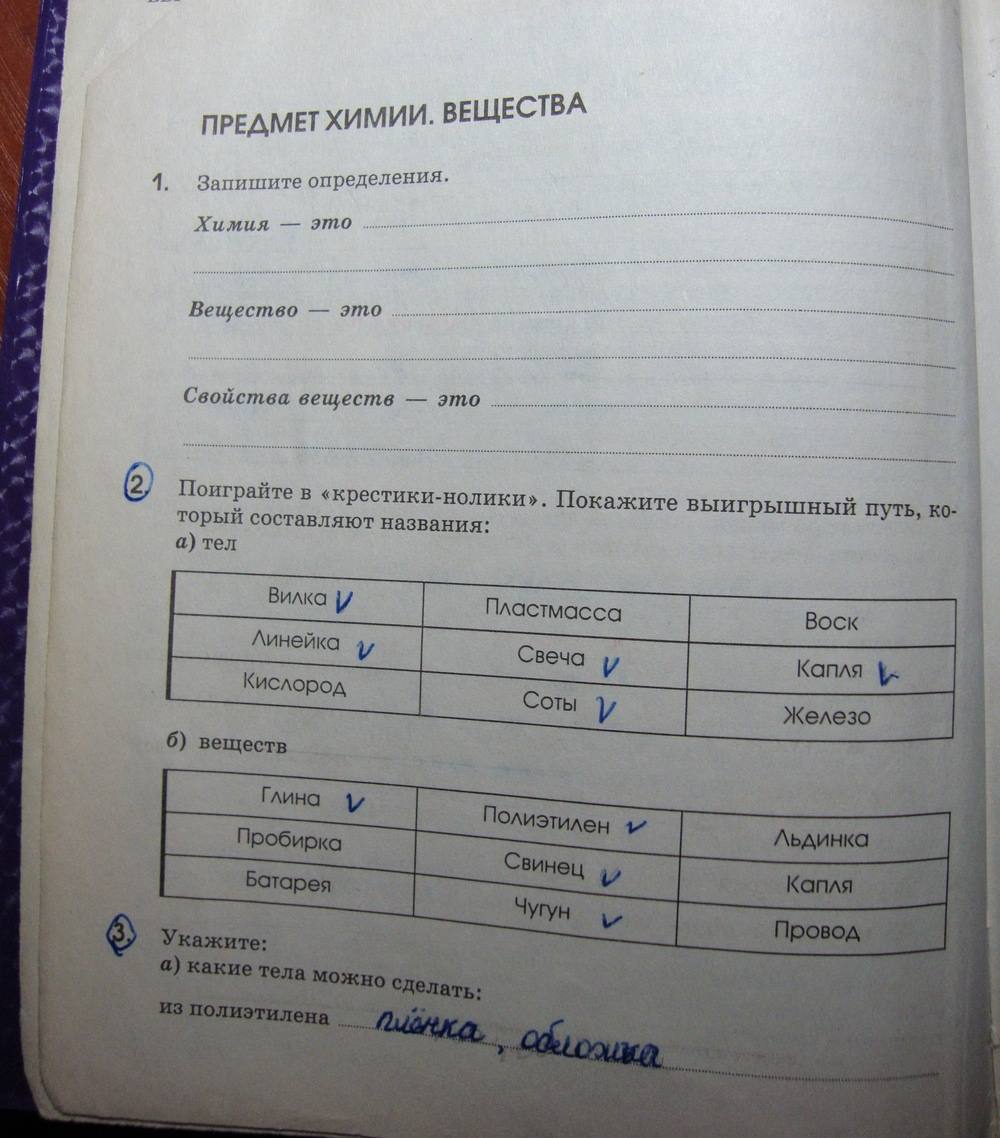 ПРЕДМЕТ ХИМИИ. ВЕЩЕСТВА
1. Запишите определения.
Химия — это
Вещество — это
Свойства веществ — это
2. Поиграйте в «крестики-нолики». Покажите выигрышный путь, ко-
торый составляют названия:
а) тел
Вилка V Пластмасса Воск
Линейка V Свеча V Капля V
Кислород Соты V Железо
б) веществ
Глина V Полиэтилен V Льдинка
Пробирка Свинец V Капля
Батарея Чугун V Провод
3. Укажите:
а) какие тела можно сделать:
из полиэтилена плёнка, обложка